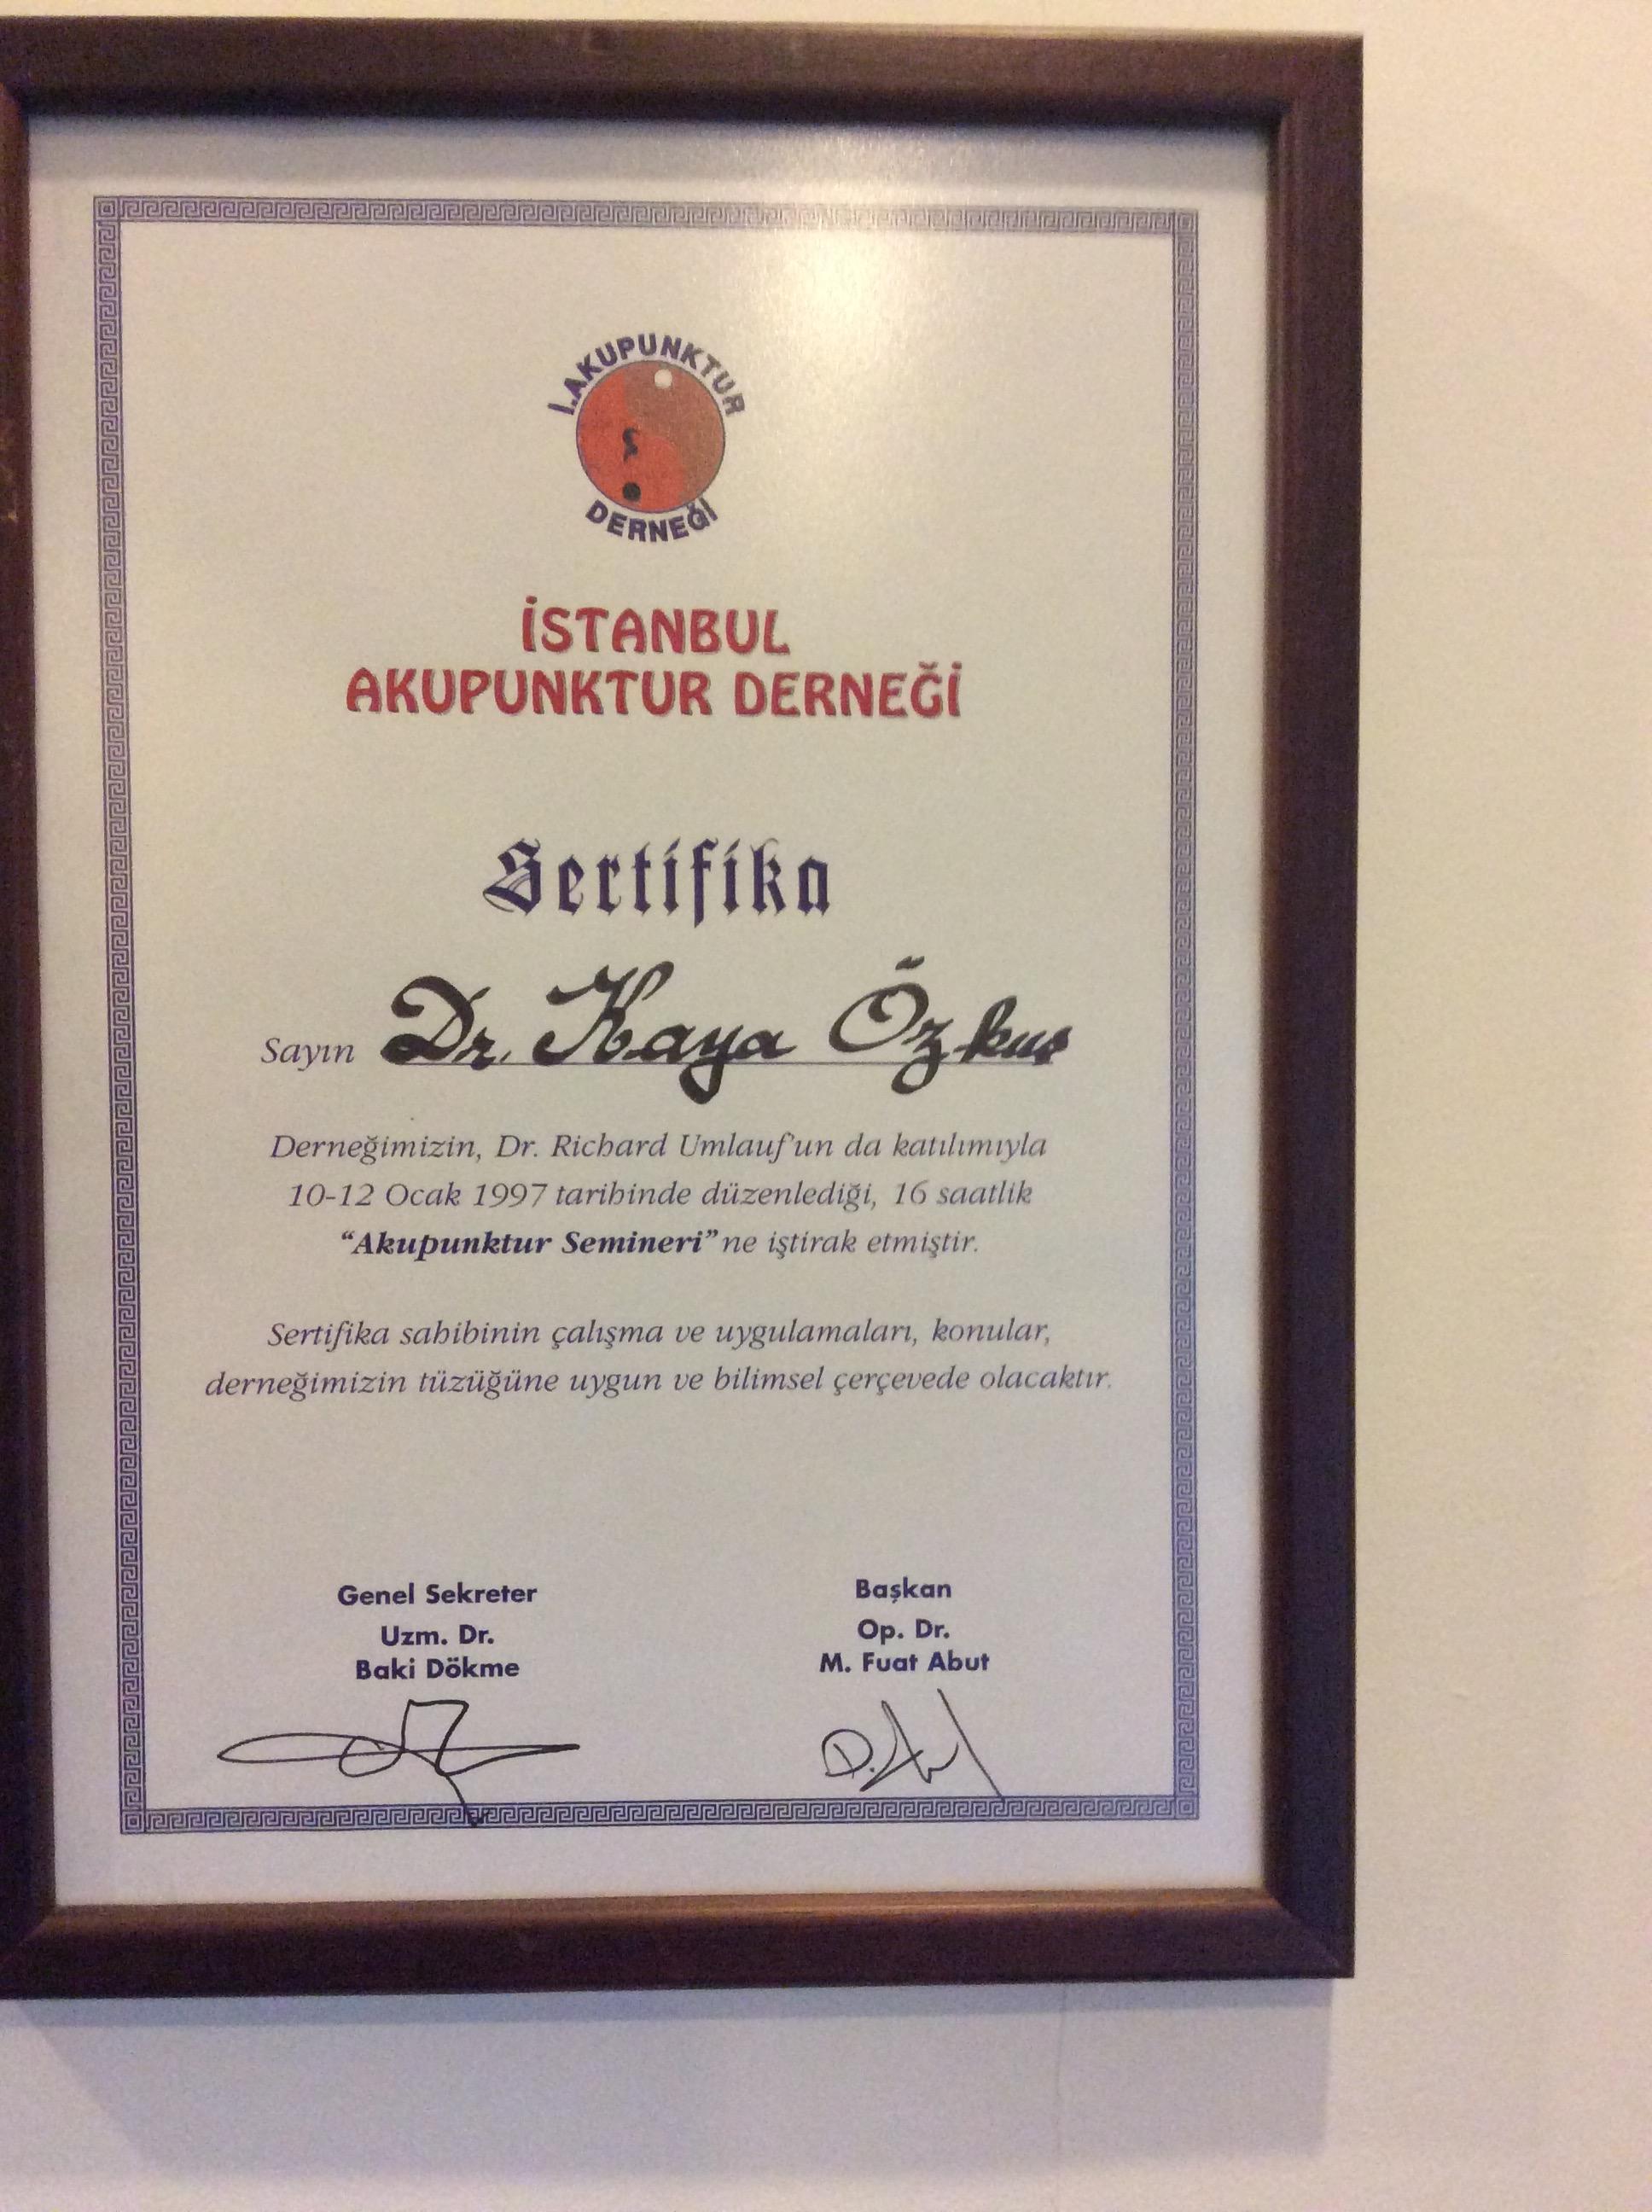 İ.AKUPUNKTUR
DERNEĞİ
İSTANBUL
AKUPUNKTUR DERNEĞİ
Sertifika
Sayın Dr. Kaya Özkuş
Derneğimizin, Dr. Richard Umlauf'un da katılımıyla
10-12 Ocak 1997 tarihinde düzenlediği, 16 saatlik
“Akupunktur Semineri”ne iştirak etmiştir.
Sertifika sahibinin çalışma ve uygulamaları, konular,
derneğimizin tüzüğüne uygun ve bilimsel çerçevede olacaktır.
Genel Sekreter
Uzm. Dr.
Baki Dökme
Başkan
Op. Dr.
M. Fuat Abut